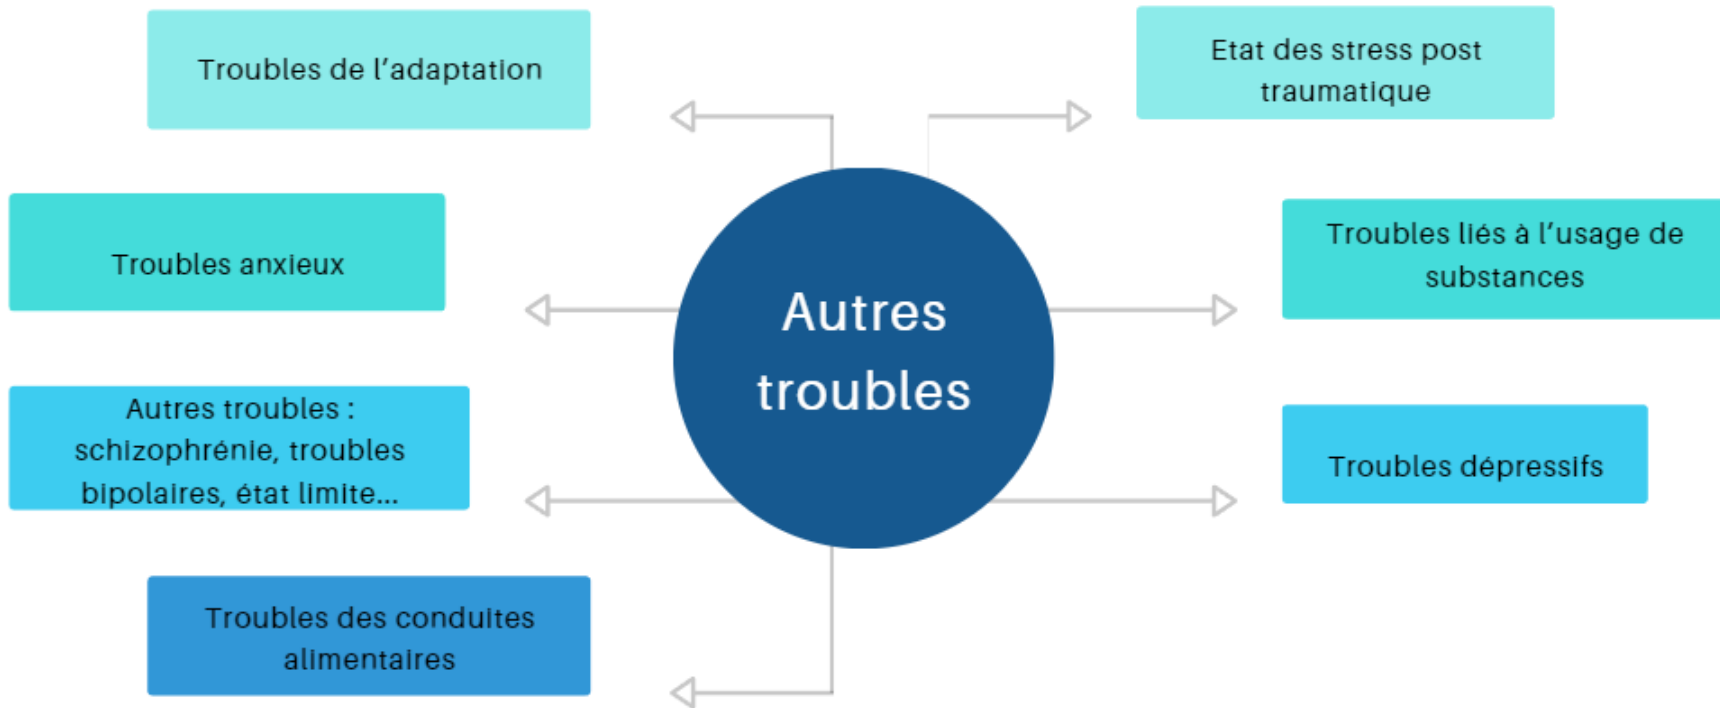 Troubles de l'adaptation
Etat des stress post
traumatique
Troubles anxieux
Troubles liés à l'usage de
substances
Autres
troubles
Autres troubles :
schizophrénie, troubles
bipolaires, état limite...
Troubles dépressifs
Troubles des conduites
alimentaires